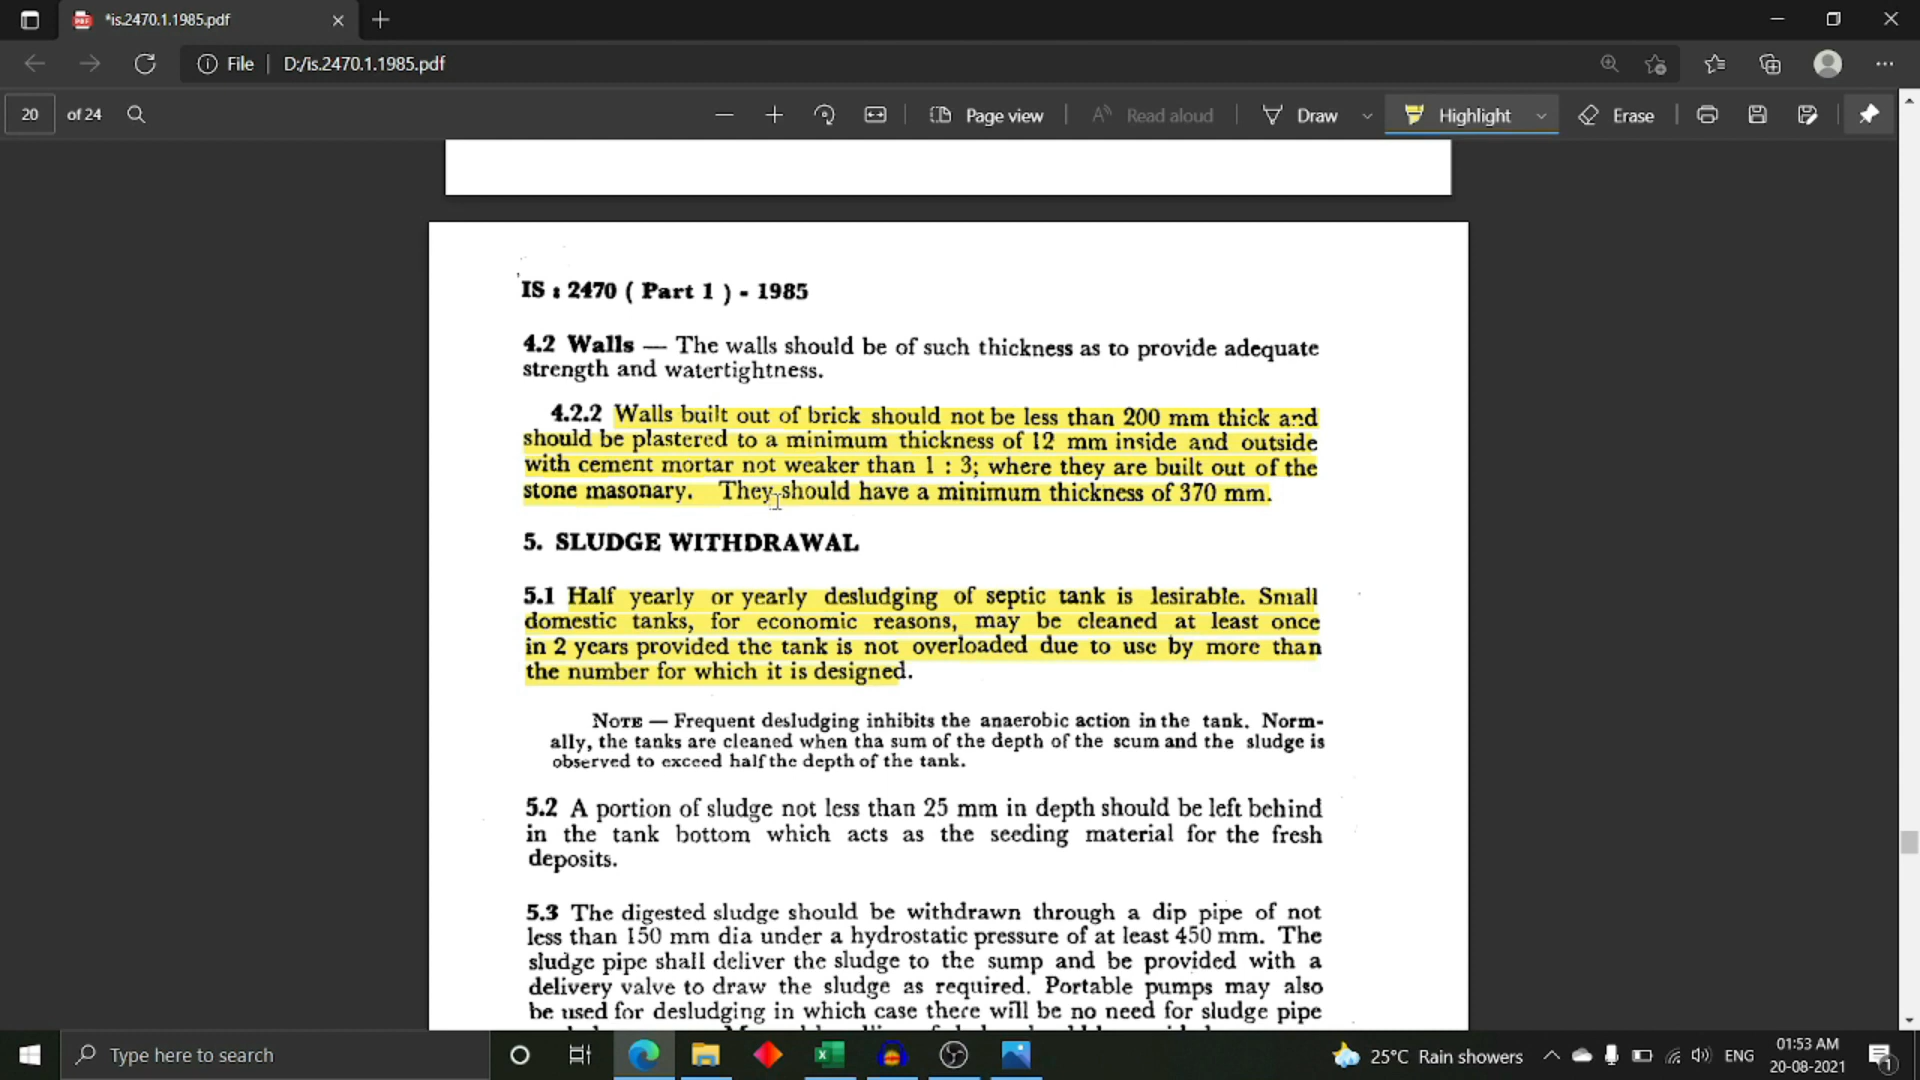 *is.2470.1.1985.pdf
File
D:/is.2470.1.1985.pdf
20 of 24
Page view
Read aloud
Draw
Highlight
Erase
IS : 2470 ( Part 1 ) - 1985
4.2 Walls — The walls should be of such thickness as to provide adequate
strength and watertightness.
4.2.2 Walls built out of brick should not be less than 200 mm thick and
should be plastered to a minimum thickness of 12 mm inside and outside
with cement mortar not weaker than 1 : 3; where they are built out of the
stone masonary. They should have a minimum thickness of 370 mm.
5. SLUDGE WITHDRAWAL
5.1 Half yearly or yearly desludging of septic tank is lesirable. Small
domestic tanks, for economic reasons, may be cleaned at least once
in 2 years provided the tank is not overloaded due to use by more than
the number for which it is designed.
NOTE — Frequent desludging inhibits the anaerobic action in the tank. Norm-
ally, the tanks are cleaned when tha sum of the depth of the scum and the sludge is
observed to exceed half the depth of the tank.
5.2 A portion of sludge not less than 25 mm in depth should be left behind
in the tank bottom which acts as the seeding material for the fresh
deposits.
5.3 The digested sludge should be withdrawn through a dip pipe of not
less than 150 mm dia under a hydrostatic pressure of at least 450 mm. The
sludge pipe shall deliver the sludge to the sump and be provided with a
delivery valve to draw the sludge as required. Portable pumps may also
be used for desludging in which case there will be no need for sludge pipe
Type here to search
25°C Rain showers
ENG
01:53 AM
20-08-2021
1